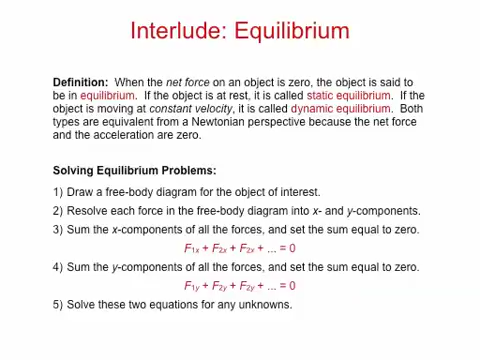 Interlude: Equilibrium
Definition: When the net force on an object is zero, the object is said to
be in equilibrium. If the object is at rest, it is called static equilibrium. If the
object is moving at constant velocity, it is called dynamic equilibrium. Both
types are equivalent from a Newtonian perspective because the net force
and the acceleration are zero.
Solving Equilibrium Problems:
1) Draw a free-body diagram for the object of interest.
2) Resolve each force in the free-body diagram into x- and y-components.
3) Sum the x-components of all the forces, and set the sum equal to zero.
F1x + F2x + F2x + ... = 0
4) Sum the y-components of all the forces, and set the sum equal to zero.
F1y + F2y + F2y + ... = 0
5) Solve these two equations for any unknowns.